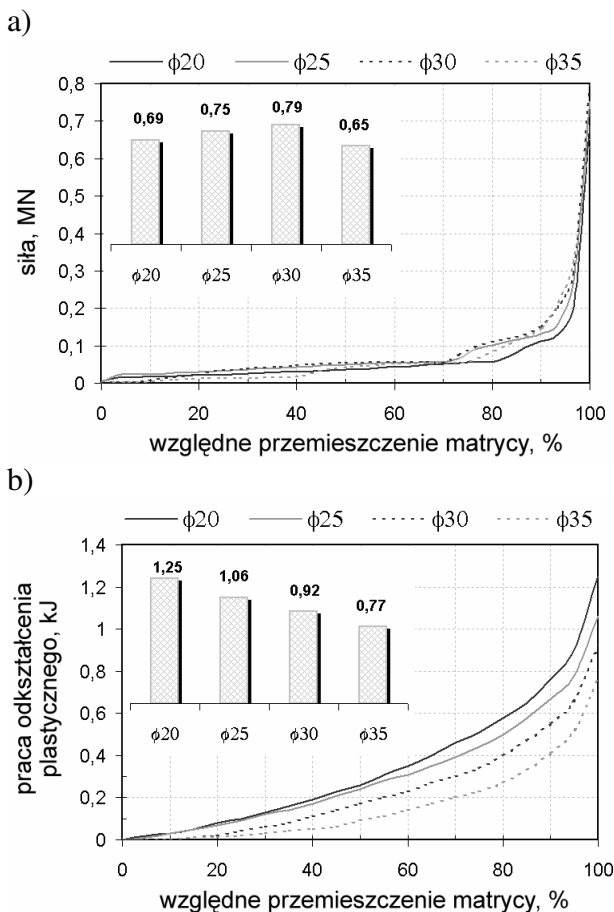 a)
ϕ20 ϕ25 ϕ30 ϕ35
0,8
0,7
0,6
0,5
0,4
0,3
0,2
0,1
0
siła, MN
0,69 0,75 0,79 0,65
ϕ20 ϕ25 ϕ30 ϕ35
0 20 40 60 80 100
względne przemieszczenie matrycy, %
b)
ϕ20 ϕ25 ϕ30 ϕ35
1,4
1,2
1
0,8
0,6
0,4
0,2
0
praca odkształcenia
plastycznego, kJ
1,25 1,06 0,92 0,77
ϕ20 ϕ25 ϕ30 ϕ35
0 20 40 60 80 100
względne przemieszczenie matrycy, %